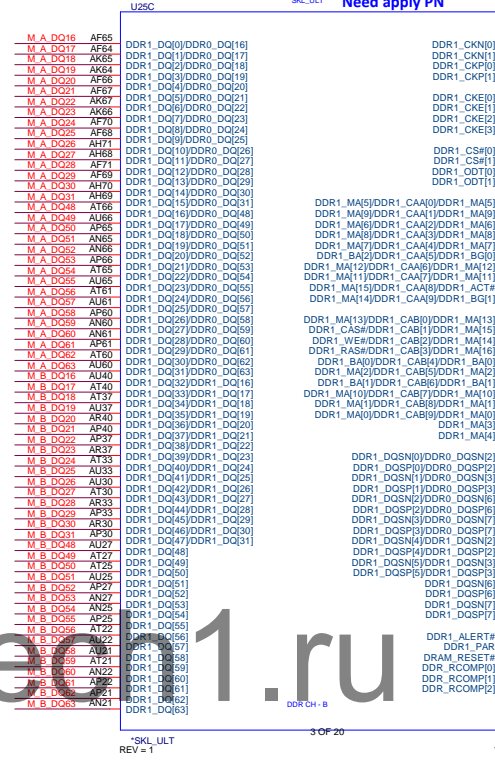 U25C
SKL_ULT
Need apply PN
M_A_DQ16 AF65
M_A_DQ17 AF64
M_A_DQ18 AK65
M_A_DQ19 AK64
M_A_DQ20 AF66
M_A_DQ21 AF67
M_A_DQ22 AK67
M_A_DQ23 AK66
M_A_DQ24 AF70
M_A_DQ25 AF68
M_A_DQ26 AH71
M_A_DQ27 AH68
M_A_DQ28 AF71
M_A_DQ29 AF69
M_A_DQ30 AH70
M_A_DQ31 AH69
M_A_DQ48 AT66
M_A_DQ49 AU66
M_A_DQ50 AP65
M_A_DQ51 AN65
M_A_DQ52 AN66
M_A_DQ53 AP66
M_A_DQ54 AT65
M_A_DQ55 AU65
M_A_DQ56 AT61
M_A_DQ57 AU61
M_A_DQ58 AP60
M_A_DQ59 AN60
M_A_DQ60 AN61
M_A_DQ61 AP61
M_A_DQ62 AT60
M_A_DQ63 AU60
M_B_DQ16 AU40
M_B_DQ17 AT40
M_B_DQ18 AT37
M_B_DQ19 AU37
M_B_DQ20 AR40
M_B_DQ21 AP40
M_B_DQ22 AP37
M_B_DQ23 AR37
M_B_DQ24 AT33
M_B_DQ25 AU33
M_B_DQ26 AU30
M_B_DQ27 AT30
M_B_DQ28 AR33
M_B_DQ29 AP33
M_B_DQ30 AR30
M_B_DQ31 AP30
M_B_DQ48 AU27
M_B_DQ49 AT27
M_B_DQ50 AT25
M_B_DQ51 AU25
M_B_DQ52 AP27
M_B_DQ53 AN27
M_B_DQ54 AN25
M_B_DQ55 AP25
M_B_DQ56 AT22
M_B_DQ57 AU22
M_B_DQ58 AU21
M_B_DQ59 AT21
M_B_DQ60 AN22
M_B_DQ61 AP22
M_B_DQ62 AP21
M_B_DQ63 AN21
DDR1_DQ[0]/DDR0_DQ[16]
DDR1_DQ[1]/DDR0_DQ[17]
DDR1_DQ[2]/DDR0_DQ[18]
DDR1_DQ[3]/DDR0_DQ[19]
DDR1_DQ[4]/DDR0_DQ[20]
DDR1_DQ[5]/DDR0_DQ[21]
DDR1_DQ[6]/DDR0_DQ[22]
DDR1_DQ[7]/DDR0_DQ[23]
DDR1_DQ[8]/DDR0_DQ[24]
DDR1_DQ[9]/DDR0_DQ[25]
DDR1_DQ[10]/DDR0_DQ[26]
DDR1_DQ[11]/DDR0_DQ[27]
DDR1_DQ[12]/DDR0_DQ[28]
DDR1_DQ[13]/DDR0_DQ[29]
DDR1_DQ[14]/DDR0_DQ[30]
DDR1_DQ[15]/DDR0_DQ[31]
DDR1_DQ[16]/DDR0_DQ[48]
DDR1_DQ[17]/DDR0_DQ[49]
DDR1_DQ[18]/DDR0_DQ[50]
DDR1_DQ[19]/DDR0_DQ[51]
DDR1_DQ[20]/DDR0_DQ[52]
DDR1_DQ[21]/DDR0_DQ[53]
DDR1_DQ[22]/DDR0_DQ[54]
DDR1_DQ[23]/DDR0_DQ[55]
DDR1_DQ[24]/DDR0_DQ[56]
DDR1_DQ[25]/DDR0_DQ[57]
DDR1_DQ[26]/DDR0_DQ[58]
DDR1_DQ[27]/DDR0_DQ[59]
DDR1_DQ[28]/DDR0_DQ[60]
DDR1_DQ[29]/DDR0_DQ[61]
DDR1_DQ[30]/DDR0_DQ[62]
DDR1_DQ[31]/DDR0_DQ[63]
DDR1_DQ[32]/DDR1_DQ[16]
DDR1_DQ[33]/DDR1_DQ[17]
DDR1_DQ[34]/DDR1_DQ[18]
DDR1_DQ[35]/DDR1_DQ[19]
DDR1_DQ[36]/DDR1_DQ[20]
DDR1_DQ[37]/DDR1_DQ[21]
DDR1_DQ[38]/DDR1_DQ[22]
DDR1_DQ[39]/DDR1_DQ[23]
DDR1_DQ[40]/DDR1_DQ[24]
DDR1_DQ[41]/DDR1_DQ[25]
DDR1_DQ[42]/DDR1_DQ[26]
DDR1_DQ[43]/DDR1_DQ[27]
DDR1_DQ[44]/DDR1_DQ[28]
DDR1_DQ[45]/DDR1_DQ[29]
DDR1_DQ[46]/DDR1_DQ[30]
DDR1_DQ[47]/DDR1_DQ[31]
DDR1_DQ[48]
DDR1_DQ[49]
DDR1_DQ[50]
DDR1_DQ[51]
DDR1_DQ[52]
DDR1_DQ[53]
DDR1_DQ[54]
DDR1_DQ[55]
DDR1_DQ[56]
DDR1_DQ[57]
DDR1_DQ[58]
DDR1_DQ[59]
DDR1_DQ[60]
DDR1_DQ[61]
DDR1_DQ[62]
DDR1_DQ[63]
DDR1_CKN[0]
DDR1_CKN[1]
DDR1_CKP[0]
DDR1_CKP[1]
DDR1_CKE[0]
DDR1_CKE[1]
DDR1_CKE[2]
DDR1_CKE[3]
DDR1_CS#[0]
DDR1_CS#[1]
DDR1_ODT[0]
DDR1_ODT[1]
DDR1_MA[5]/DDR1_CAA[0]/DDR1_MA[5]
DDR1_MA[9]/DDR1_CAA[1]/DDR1_MA[9]
DDR1_MA[6]/DDR1_CAA[2]/DDR1_MA[6]
DDR1_MA[8]/DDR1_CAA[3]/DDR1_MA[8]
DDR1_MA[7]/DDR1_CAA[4]/DDR1_MA[7]
DDR1_BA[2]/DDR1_CAA[5]/DDR1_BG[0]
DDR1_MA[12]/DDR1_CAA[6]/DDR1_MA[12]
DDR1_MA[11]/DDR1_CAA[7]/DDR1_MA[11]
DDR1_MA[15]/DDR1_CAA[8]/DDR1_ACT#
DDR1_MA[14]/DDR1_CAA[9]/DDR1_BG[1]
DDR1_MA[13]/DDR1_CAB[0]/DDR1_MA[13]
DDR1_CAS#/DDR1_CAB[1]/DDR1_MA[15]
DDR1_WE#/DDR1_CAB[2]/DDR1_MA[14]
DDR1_RAS#/DDR1_CAB[3]/DDR1_MA[16]
DDR1_BA[0]/DDR1_CAB[4]/DDR1_BA[0]
DDR1_MA[2]/DDR1_CAB[5]/DDR1_MA[2]
DDR1_BA[1]/DDR1_CAB[6]/DDR1_BA[1]
DDR1_MA[10]/DDR1_CAB[7]/DDR1_MA[10]
DDR1_MA[1]/DDR1_CAB[8]/DDR1_MA[1]
DDR1_MA[0]/DDR1_CAB[9]/DDR1_MA[0]
DDR1_MA[3]
DDR1_MA[4]
DDR1_DQSN[0]/DDR0_DQSN[2]
DDR1_DQSP[0]/DDR0_DQSP[2]
DDR1_DQSN[1]/DDR0_DQSN[3]
DDR1_DQSP[1]/DDR0_DQSP[3]
DDR1_DQSN[2]/DDR0_DQSN[6]
DDR1_DQSP[2]/DDR0_DQSP[6]
DDR1_DQSN[3]/DDR0_DQSN[7]
DDR1_DQSP[3]/DDR0_DQSP[7]
DDR1_DQSN[4]/DDR1_DQSN[2]
DDR1_DQSP[4]/DDR1_DQSP[2]
DDR1_DQSN[5]/DDR1_DQSN[3]
DDR1_DQSP[5]/DDR1_DQSP[3]
DDR1_DQSN[6]
DDR1_DQSP[6]
DDR1_DQSN[7]
DDR1_DQSP[7]
DDR1_ALERT#
DDR1_PAR
DRAM_RESET#
DDR_RCOMP[0]
DDR_RCOMP[1]
DDR_RCOMP[2]
ech1.ru
DDR CH - B
3 OF 20
*SKL_ULT
REV = 1